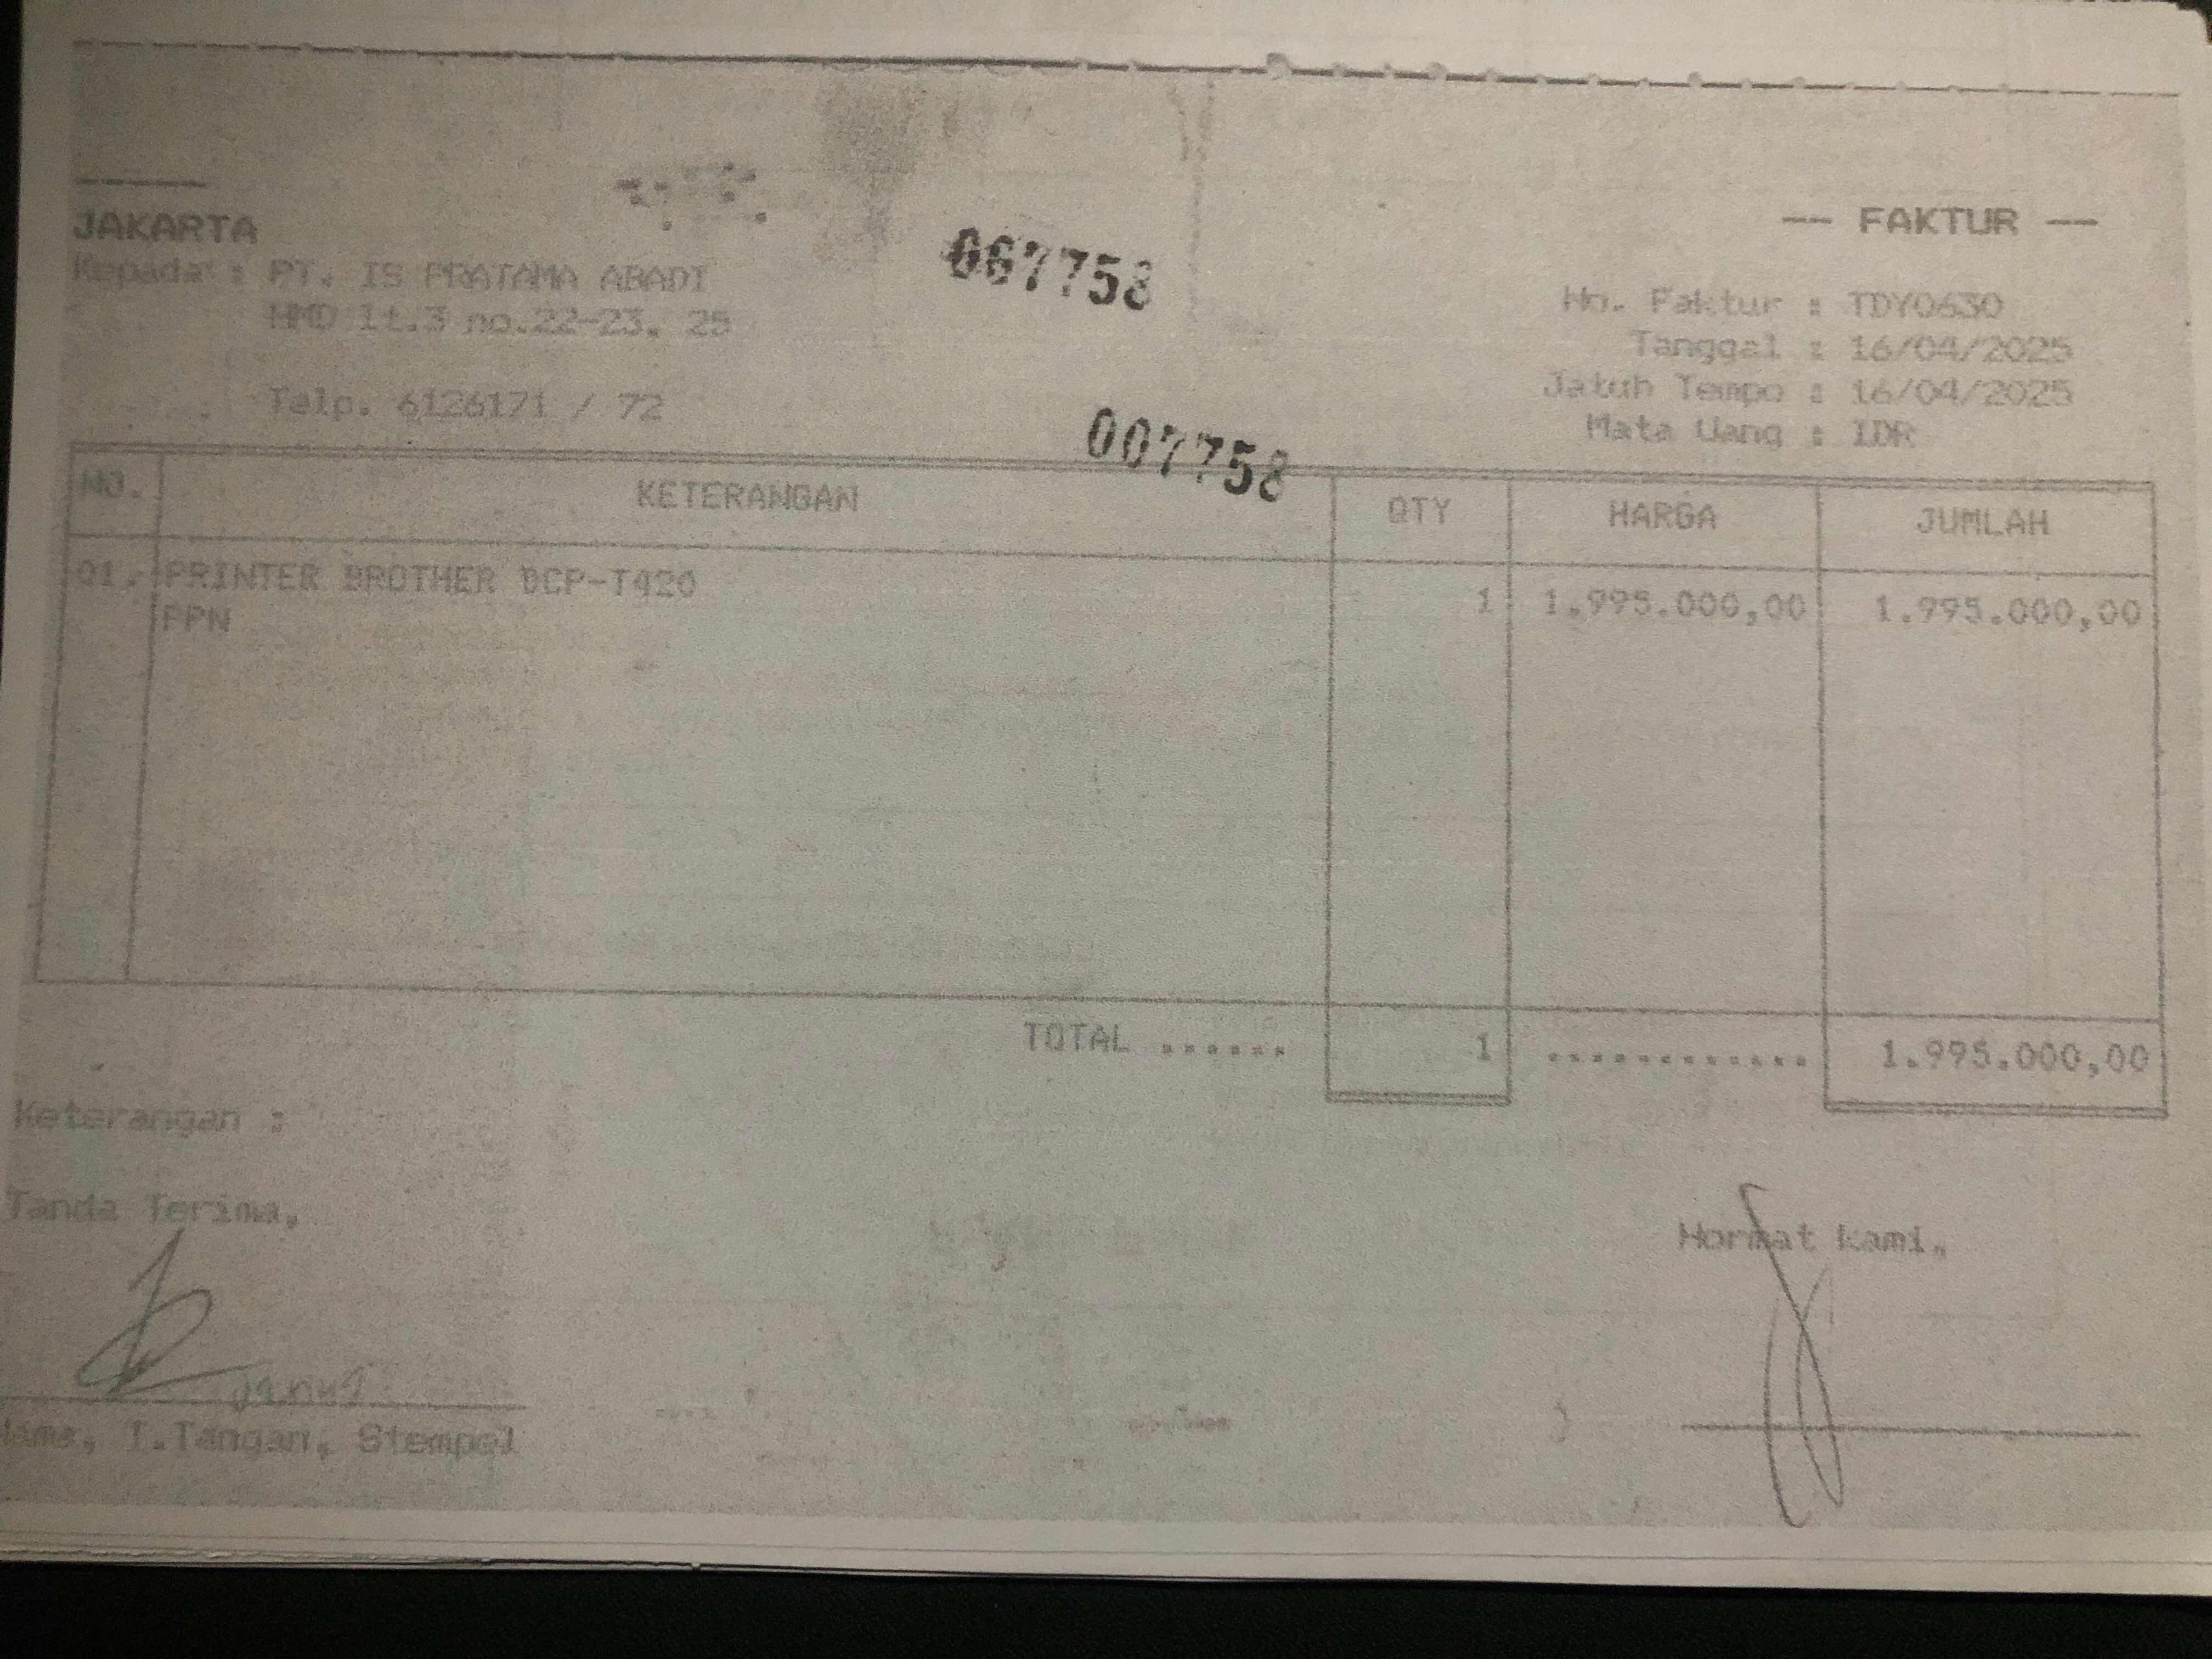 JAKARTA
-- FAKTUR --
Kepada : PT. IS PRATAMA ABADI
HMD lt.3 no.22-23, 25
Telp. 6126171 / 72
067758
No. Faktur : TDY0630
Tanggal : 16/04/2025
Jatuh Tempo : 16/04/2025
Mata Uang : IDR
007758
NO. KETERANGAN QTY HARGA JUMLAH
01. PRINTER BROTHER DCP-T420 1 1.995.000,00 1.995.000,00
PPN
TOTAL ...... 1 ............ 1.995.000,00
Keterangan :
Tanda Terima,
Hormat kami,
Nama, T.Tangan, Stempel